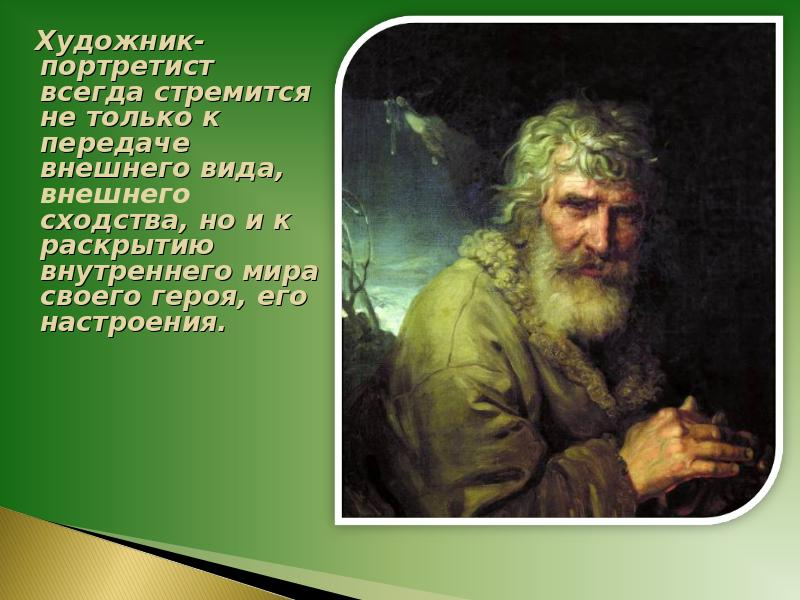 Художник-
портретист
всегда стремится
не только к
передаче
внешнего вида,
внешнего
сходства, но и к
раскрытию
внутреннего мира
своего героя, его
настроения.